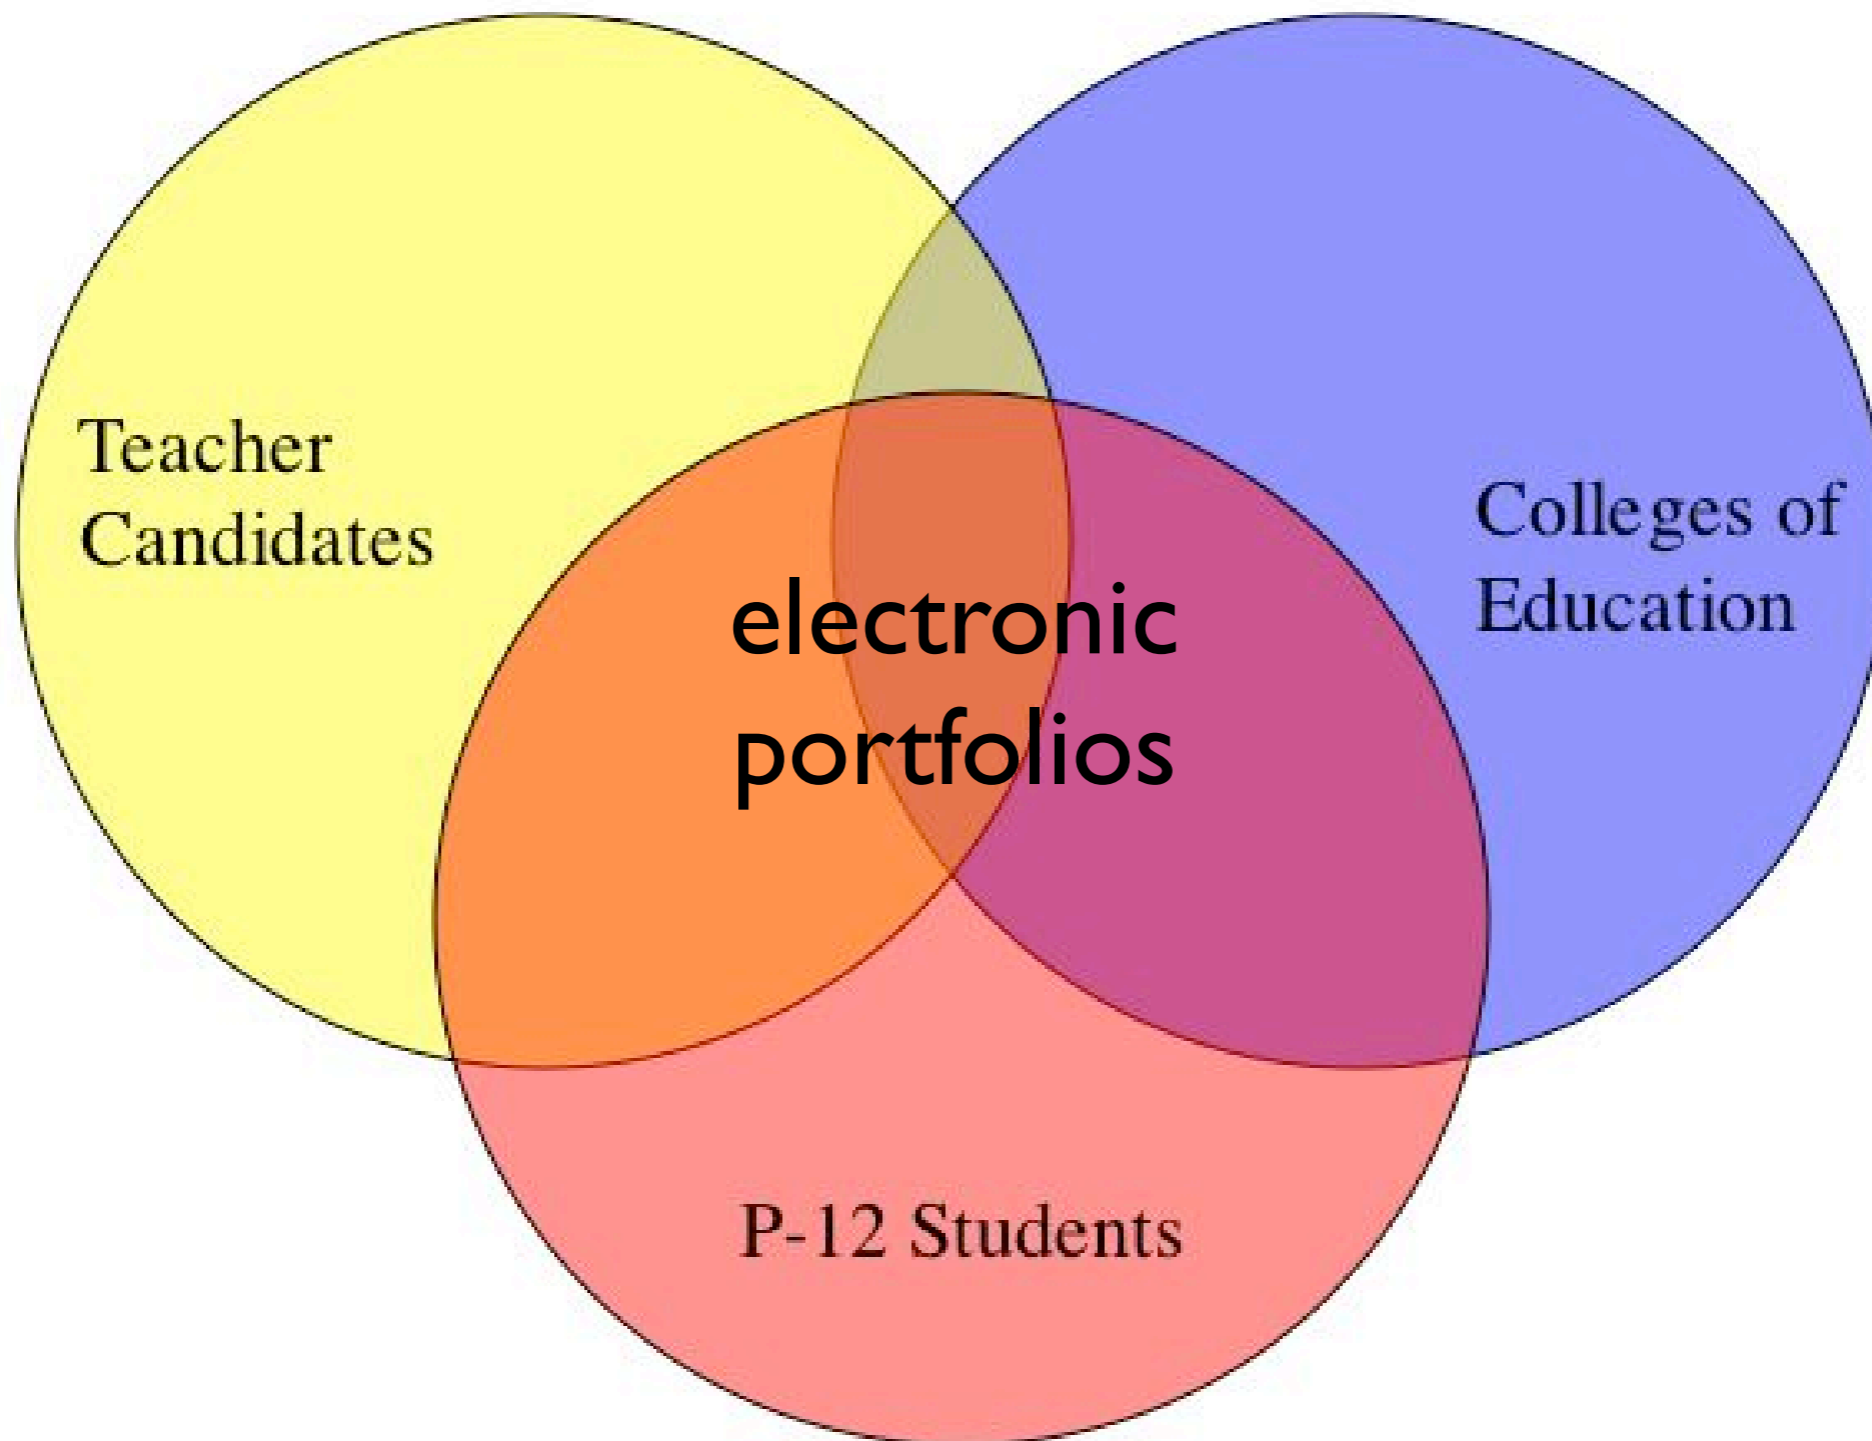 Teacher
Candidates
Colleges of
Education
electronic
portfolios
P-12 Students